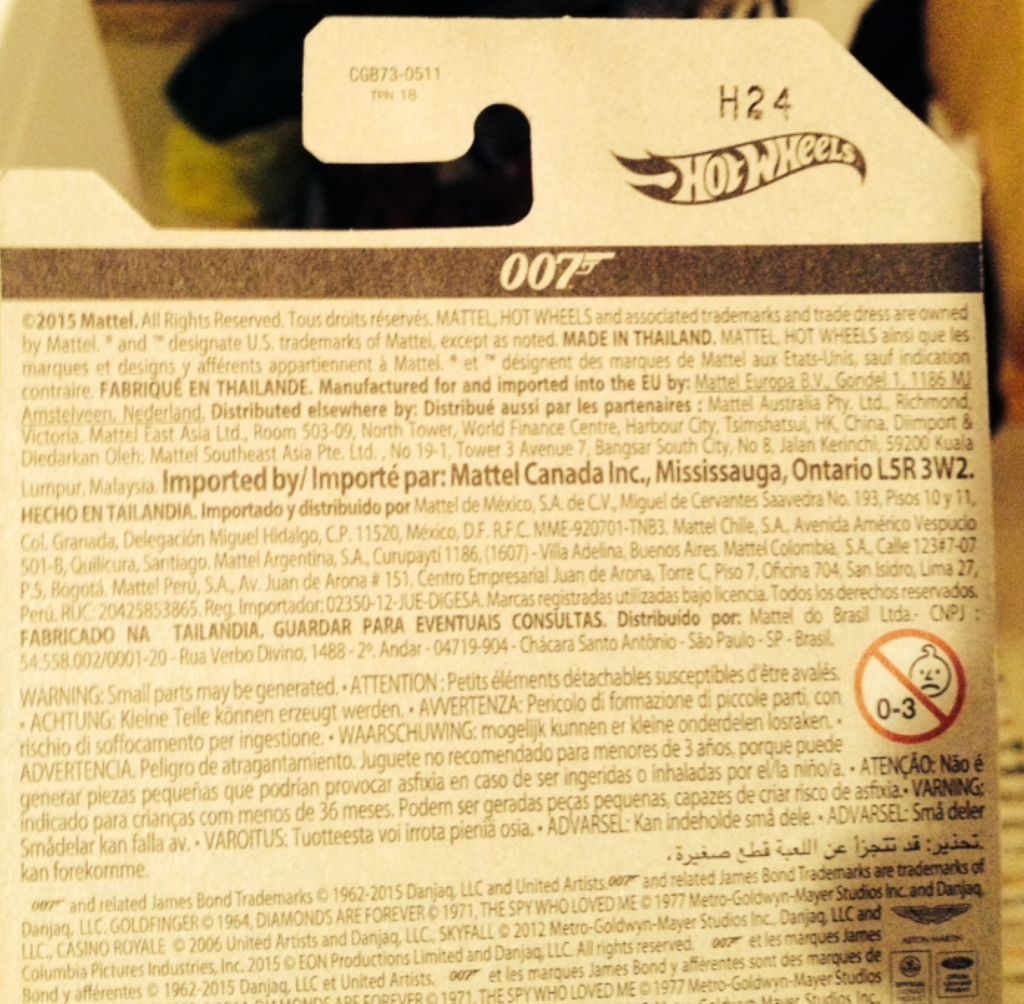 CGB73-0511
TPN 18
H24
HOT WHEELS
007
©2015 Mattel. All Rights Reserved. Tous droits réservés. MATTEL, HOT WHEELS and associated trademarks and trade dress are owned
by Mattel. ® and ™ designate U.S. trademarks of Mattel, except as noted. MADE IN THAILAND. MATTEL, HOT WHEELS ainsi que les
marques et designs y afférents appartiennent à Mattel. ® et ™ désignent des marques de Mattel aux États-Unis, sauf indication
contraire. FABRIQUÉ EN THAILANDE. Manufactured for and imported into the EU by: Mattel Europa B.V., Gondel 1, 1186 MJ
Amstelveen, Nederland. Distributed elsewhere by: Distribué aussi par les partenaires : Mattel Australia Pty. Ltd., Richmond,
Victoria. Mattel East Asia Ltd., Room 503-09, North Tower, World Finance Centre, Harbour City, Tsimshatsui, HK, China. Diimport &
Diedarkan Oleh: Mattel Southeast Asia Pte. Ltd. , No 19-1, Tower 3 Avenue 7, Bangsar South City, No 8, Jalan Kerinchi, 59200 Kuala
Lumpur, Malaysia. Imported by/ Importé par: Mattel Canada Inc., Mississauga, Ontario L5R 3W2.
HECHO EN TAILANDIA. Importado y distribuido por Mattel de México, S.A. de C.V., Miguel de Cervantes Saavedra No. 193, Pisos 10 y 11,
Col. Granada, Delegación Miguel Hidalgo, C.P. 11520, México, D.F. R.F.C. MME-920701-TNB3. Mattel Chile, S.A., Avenida Américo Vespucio
501-B, Quilicura, Santiago. Mattel Argentina, S.A., Curupaytí 1186, (1607) - Villa Adelina, Buenos Aires. Mattel Colombia, S.A., Calle 123#7-07
P.5, Bogotá. Mattel Perú, S.A., Av. Juan de Arona # 151, Centro Empresarial Juan de Arona, Torre C, Piso 7, Oficina 704, San Isidro, Lima 27,
Perú. RUC: 20425853865. Reg. Importador: 02350-12-JUE-DIGESA. Marcas registradas utilizadas bajo licencia. Todos los derechos reservados.
FABRICADO NA TAILANDIA. GUARDAR PARA EVENTUAIS CONSULTAS. Distribuído por: Mattel do Brasil Ltda.- CNPJ :
54.558.002/0001-20 - Rua Verbo Divino, 1488 - 2º. Andar - 04719-904 - Chácara Santo Antônio - São Paulo - SP - Brasil.
0-3
WARNING: Small parts may be generated. • ATTENTION : Petits éléments détachables susceptibles d'être avalés.
• ACHTUNG: Kleine Teile können erzeugt werden. • AVVERTENZA: Pericolo di formazione di piccole parti, con
rischio di soffocamento per ingestione. • WAARSCHUWING: mogelijk kunnen er kleine onderdelen losraken. •
ADVERTENCIA. Peligro de atragantamiento. Juguete no recomendado para menores de 3 años, porque puede
generar piezas pequeñas que podrían provocar asfixia en caso de ser ingeridas o inhaladas por el/la niño/a. • ATENÇÃO: Não é
indicado para crianças com menos de 36 meses. Podem ser geradas peças pequenas, capazes de criar risco de asfixia.• VARNING:
Smådelar kan falla av. • VAROITUS: Tuotteesta voi irrota pieniä osia. • ADVARSEL: Kan indeholde små dele. • ADVARSEL: Små deler
kan forekomme.
تحذير: قد تتجزأ عن اللعبة قطع صغيرة.
007 and related James Bond Trademarks © 1962-2015 Danjaq, LLC and United Artists. 007 and related James Bond Trademarks are trademarks of
Danjaq, LLC. GOLDFINGER © 1964, DIAMONDS ARE FOREVER © 1971, THE SPY WHO LOVED ME © 1977 Metro-Goldwyn-Mayer Studios Inc. and Danjaq,
LLC., CASINO ROYALE © 2006 United Artists and Danjaq, LLC., SKYFALL © 2012 Metro-Goldwyn-Mayer Studios Inc. Danjaq, LLC and
Columbia Pictures Industries, Inc. 2015 © EON Productions Limited and Danjaq, LLC. All rights reserved. 007 et les marques James
Bond y afférentes © 1962-2015 Danjaq, LLC et United Artists. 007 et les marques James Bond y afférentes sont des marques de
1964, DIAMONDS ARE FOREVER © 1971, THE SPY WHO LOVED ME © 1977 Metro-Goldwyn-Mayer Studios
ASTON MARTIN